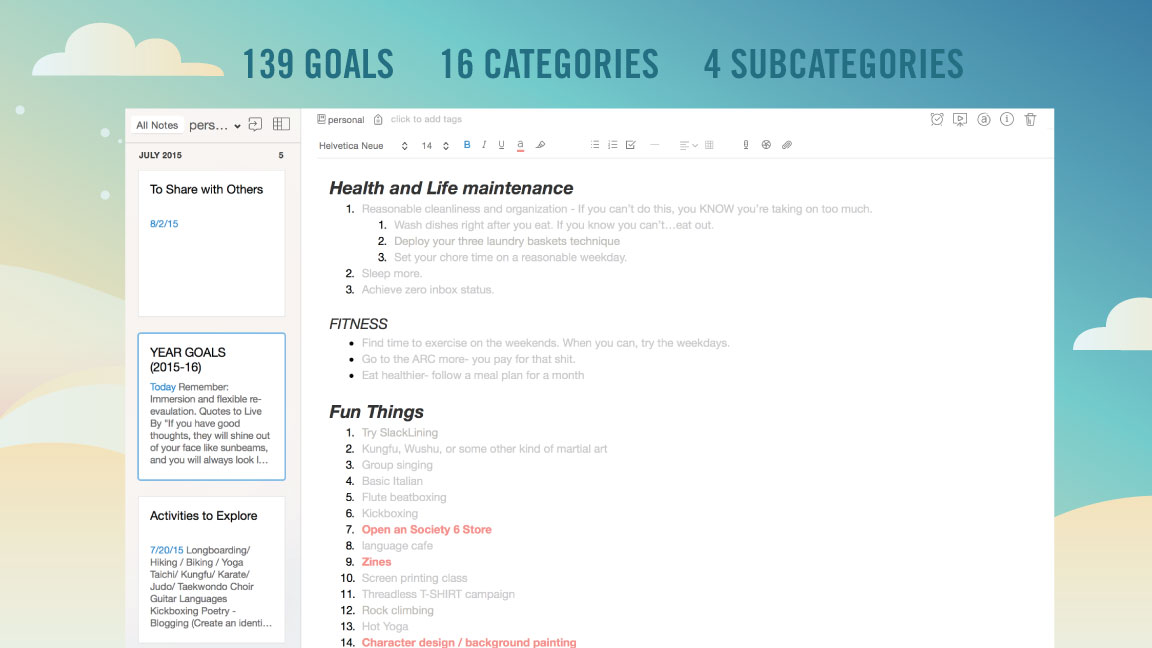 139 GOALS 16 CATEGORIES 4 SUBCATEGORIES
All Notes pers...
JULY 2015 5
To Share with Others
8/2/15
YEAR GOALS
(2015-16)
Today Remember:
Immersion and flexible re-
evaulation. Quotes to Live
By "If you have good
thoughts, they will shine out
of your face like sunbeams,
and you will always look l...
Activities to Explore
7/20/15 Longboarding/
Hiking / Biking / Yoga
Taichi/ Kungfu/ Karate/
Judo/ Taekwondo Choir
Guitar Languages
Kickboxing Poetry -
Blogging (Create an identi...
personal click to add tags
Helvetica Neue 14 B I U a
Health and Life maintenance
1. Reasonable cleanliness and organization - If you can't do this, you KNOW you're taking on too much.
1. Wash dishes right after you eat. If you know you can't...eat out.
2. Deploy your three laundry baskets technique
3. Set your chore time on a reasonable weekday.
2. Sleep more.
3. Achieve zero inbox status.
FITNESS
• Find time to exercise on the weekends. When you can, try the weekdays.
• Go to the ARC more- you pay for that shit.
• Eat healthier- follow a meal plan for a month
Fun Things
1. Try SlackLining
2. Kungfu, Wushu, or some other kind of martial art
3. Group singing
4. Basic Italian
5. Flute beatboxing
6. Kickboxing
7. Open an Society 6 Store
8. language cafe
9. Zines
10. Screen printing class
11. Threadless T-SHIRT campaign
12. Rock climbing
13. Hot Yoga
14. Character design / background painting